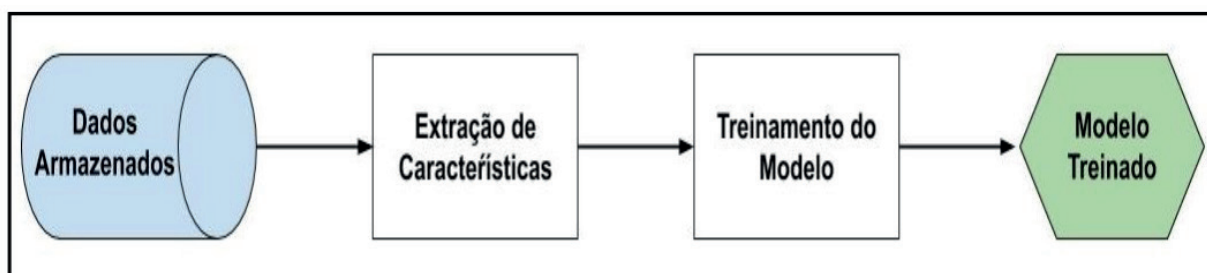 Dados
Armazenados
Extração de
Características
Treinamento do
Modelo
Modelo
Treinado